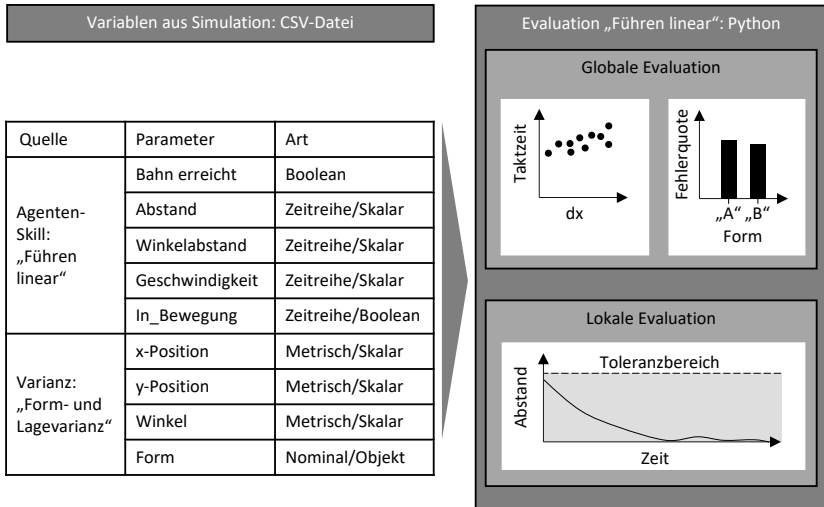 Variablen aus Simulation: CSV-Datei
Quelle Parameter Art
Agenten-
Skill:
„Führen
linear“
Bahn erreicht Boolean
Abstand Zeitreihe/Skalar
Winkelabstand Zeitreihe/Skalar
Geschwindigkeit Zeitreihe/Skalar
In_Bewegung Zeitreihe/Boolean
Varianz:
„Form- und
Lagevarianz“
x-Position Metrisch/Skalar
y-Position Metrisch/Skalar
Winkel Metrisch/Skalar
Form Nominal/Objekt
Evaluation „Führen linear“: Python
Globale Evaluation
Taktzeit
dx
Fehlerquote
„A“ „B“
Form
Lokale Evaluation
Toleranzbereich
Abstand
Zeit